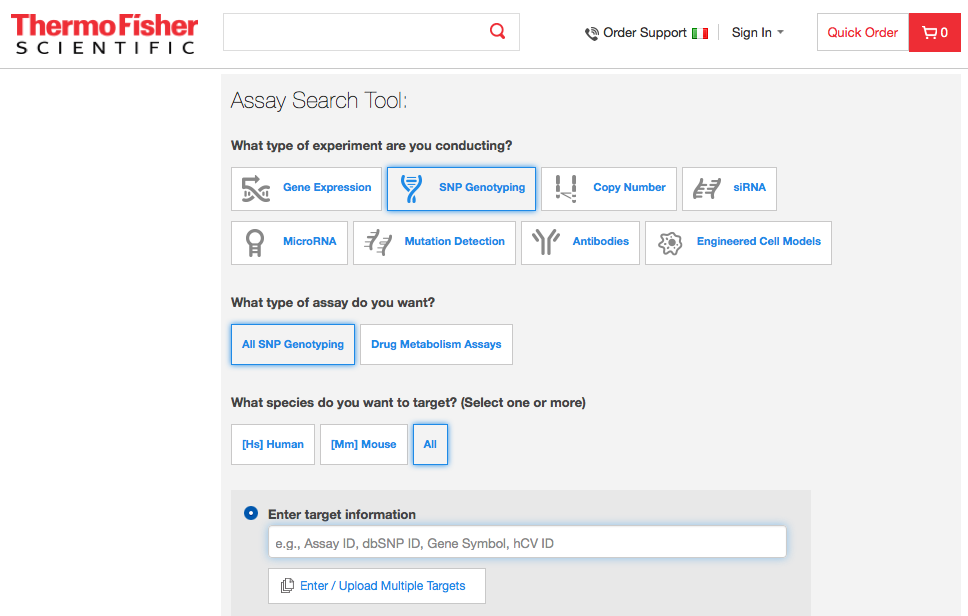 ThermoFisher
SCIENTIFIC
Order Support
Sign In
Quick Order
0
Assay Search Tool:
What type of experiment are you conducting?
Gene Expression
SNP Genotyping
Copy Number
siRNA
MicroRNA
Mutation Detection
Antibodies
Engineered Cell Models
What type of assay do you want?
All SNP Genotyping
Drug Metabolism Assays
What species do you want to target? (Select one or more)
[Hs] Human
[Mm] Mouse
All
Enter target information
e.g., Assay ID, dbSNP ID, Gene Symbol, hCV ID
Enter / Upload Multiple Targets